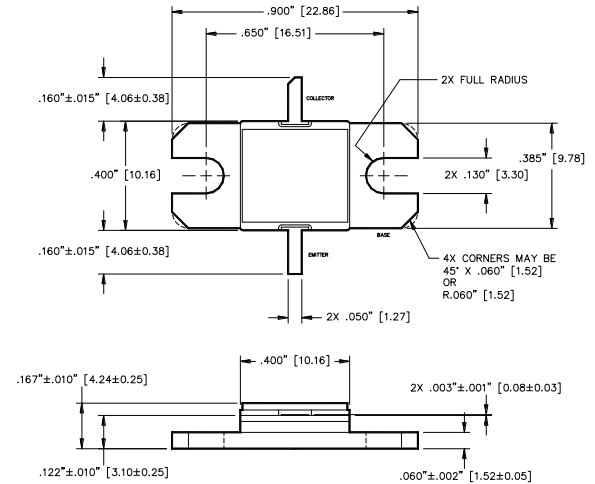 .900" [22.86]
.650" [16.51]
.160"±.015" [4.06±0.38]
COLLECTOR
2X FULL RADIUS
.400" [10.16]
.385" [9.78]
2X .130" [3.30]
.160"±.015" [4.06±0.38]
BASE
EMITTER
4X CORNERS MAY BE
45° X .060" [1.52]
OR
R.060" [1.52]
2X .050" [1.27]
.400" [10.16]
.167"±.010" [4.24±0.25]
2X .003"±.001" [0.08±0.03]
.122"±.010" [3.10±0.25]
.060"±.002" [1.52±0.05]